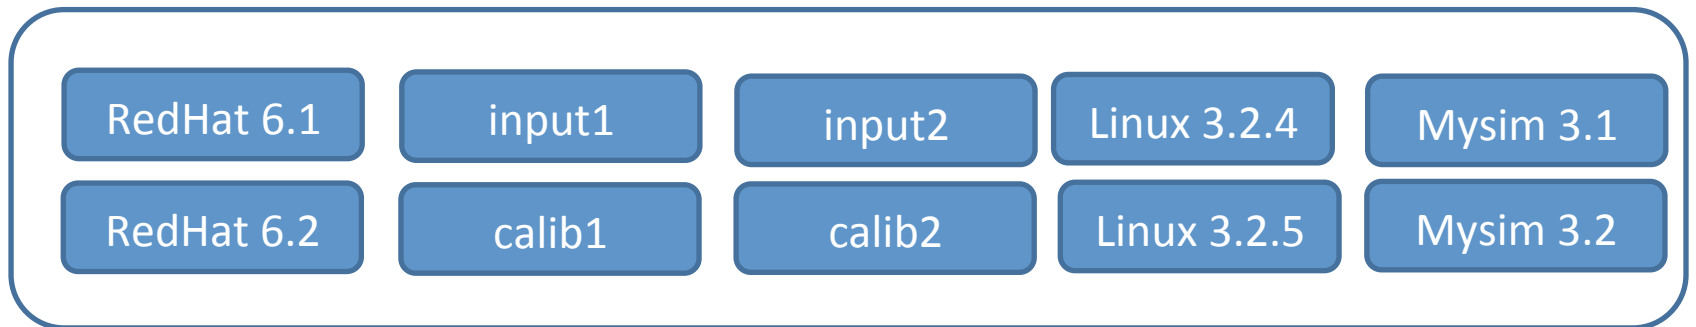 RedHat 6.1
input1
input2
Linux 3.2.4
Mysim 3.1
RedHat 6.2
calib1
calib2
Linux 3.2.5
Mysim 3.2